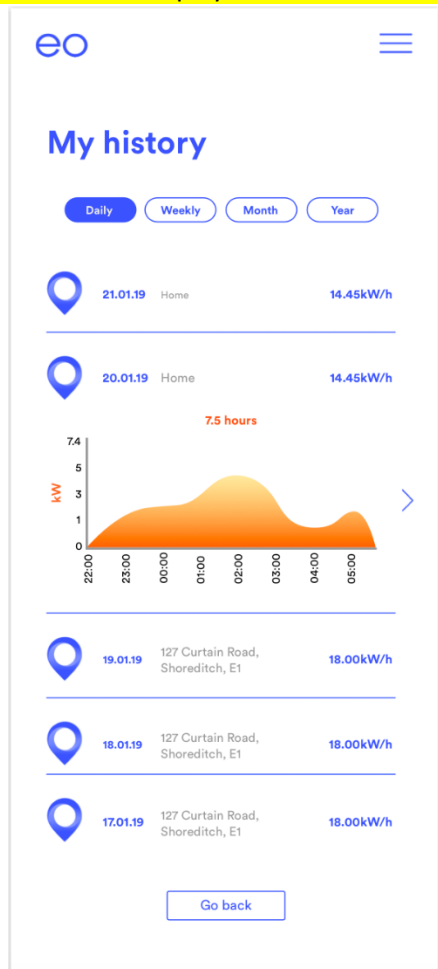 eo
My history
Daily Weekly Month Year
21.01.19 Home 14.45kW/h
20.01.19 Home 14.45kW/h
7.5 hours
kW
7.4
5
3
1
0
22:00 23:00 00:00 01:00 02:00 03:00 04:00 05:00
19.01.19 127 Curtain Road, 18.00kW/h
Shoreditch, E1
18.01.19 127 Curtain Road, 18.00kW/h
Shoreditch, E1
17.01.19 127 Curtain Road, 18.00kW/h
Shoreditch, E1
Go back